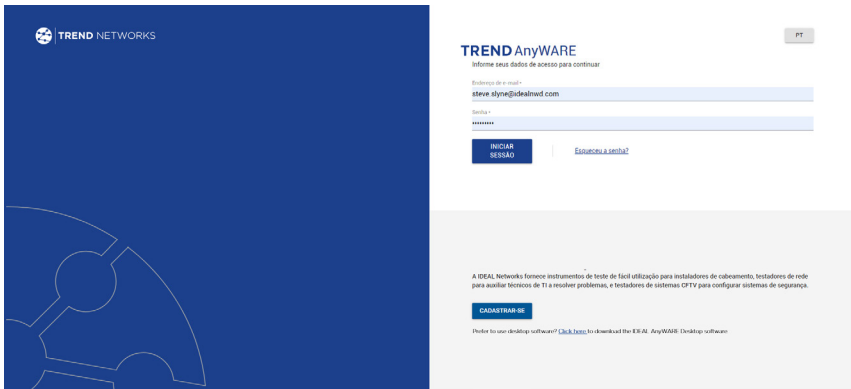 TREND NETWORKS
PT
TREND AnyWARE
Informe seus dados de acesso para continuar
Endereço de e-mail *
steve.slyne@idealnwd.com
Senha *
•••••••••
INICIAR
SESSÃO
Esqueceu a senha?
A IDEAL Networks fornece instrumentos de teste de fácil utilização para instaladores de cabeamento, testadores de rede
para auxiliar técnicos de TI a resolver problemas, e testadores de sistemas CFTV para configurar sistemas de segurança.
CADASTRAR-SE
Prefer to use desktop software? Click here to download the IDEAL AnyWARE Desktop software